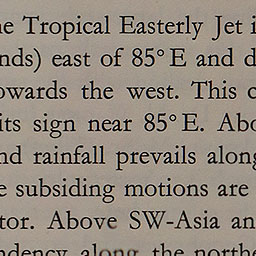 ne Tropical Easterly Jet i
nds) east of 85° E and d
owards the west. This c
its sign near 85° E. Abo
nd rainfall prevails along
e subsiding motions are
tor. Above SW-Asia an
ndency along the northe